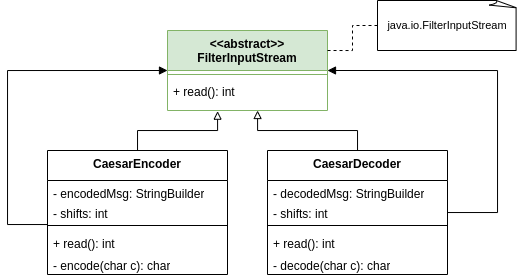 <<abstract>>
FilterInputStream
java.io.FilterInputStream
+ read(): int
CaesarEncoder
- encodedMsg: StringBuilder
- shifts: int
+ read(): int
- encode(char c): char
CaesarDecoder
- decodedMsg: StringBuilder
- shifts: int
+ read(): int
- decode(char c): char